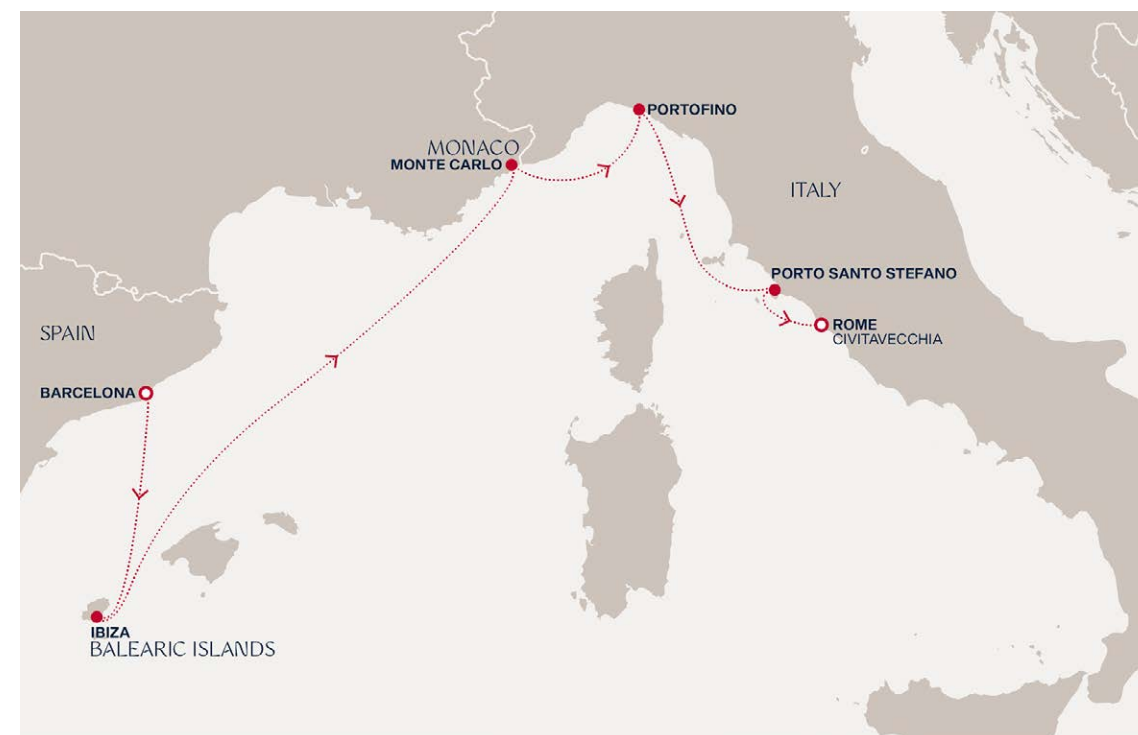 PORTOFINO
MONACO
MONTE CARLO
ITALY
PORTO SANTO STEFANO
ROME
CIVITAVECCHIA
SPAIN
BARCELONA
IBIZA
BALEARIC ISLANDS